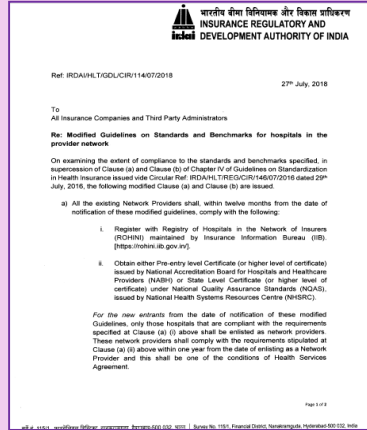 भारतीय बीमा विनियामक और विकास प्राधिकरण
INSURANCE REGULATORY AND
irdai DEVELOPMENT AUTHORITY OF INDIA
Ref: IRDAI/HLT/GDL/CIR/114/07/2018
27th July, 2018
To
All Insurance Companies and Third Party Administrators
Re: Modified Guidelines on Standards and Benchmarks for hospitals in the
provider network
On examining the extent of compliance to the standards and benchmarks specified, in
supercession of Clause (a) and Clause (b) of Chapter IV of Guidelines on Standardization
in Health Insurance issued vide Circular Ref: IRDA/HLT/REG/CIR/146/07/2016 dated 29th
July, 2016, the following modified Clause (a) and Clause (b) are issued.
a) All the existing Network Providers shall, within twelve months from the date of
notification of these modified guidelines, comply with the following:
i. Register with Registry of Hospitals in the Network of Insurers
(ROHINI) maintained by Insurance Information Bureau (IIB).
[https://rohini.iib.gov.in/].
ii. Obtain either Pre-entry level Certificate (or higher level of certificate)
issued by National Accreditation Board for Hospitals and Healthcare
Providers (NABH) or State Level Certificate (or higher level of
certificate) under National Quality Assurance Standards (NQAS),
issued by National Health Systems Resources Centre (NHSRC).
For the new entrants from the date of notification of these modified
Guidelines, only those hospitals that are compliant with the requirements
specified at Clause (a) (i) above shall be enlisted as network providers.
These network providers shall comply with the requirements stipulated at
Clause (a) (ii) above within one year from the date of enlisting as a Network
Provider and this shall be one of the conditions of Health Services
Agreement.
Page 1 of 2
Survey No. 115/1, Financial District, Nanakramguda, Hyderabad-500 032, India